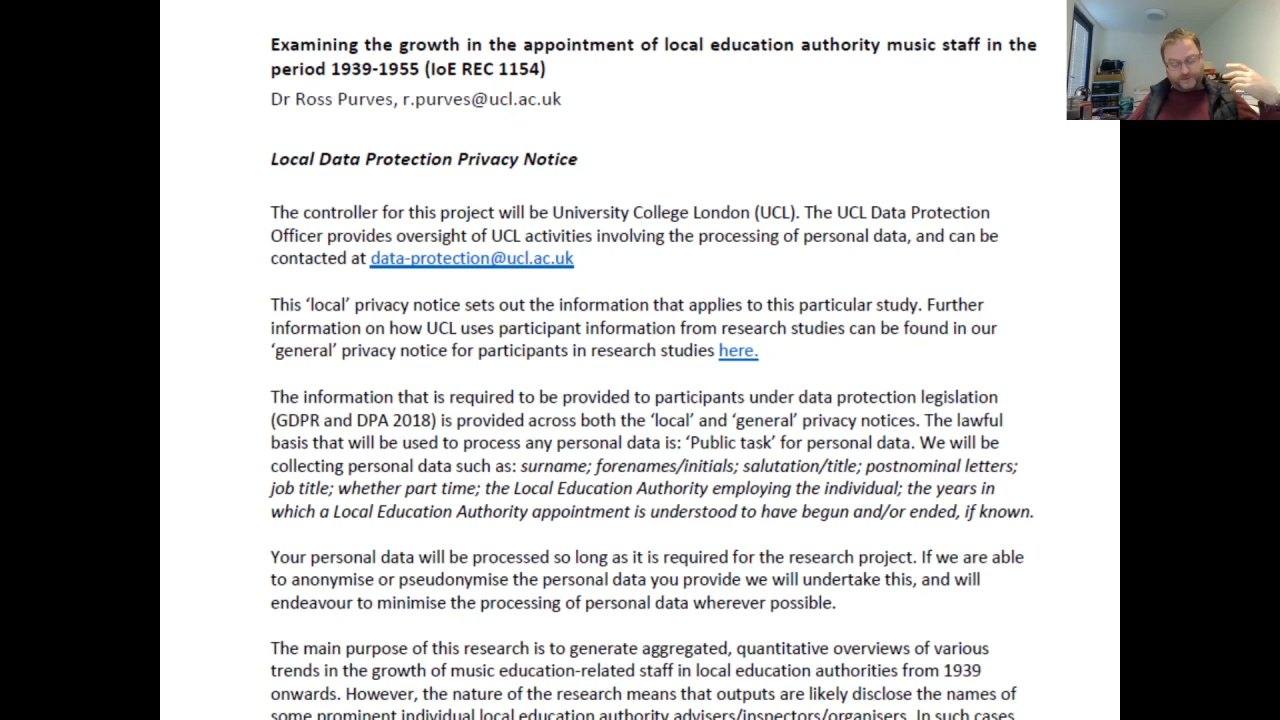 Examining the growth in the appointment of local education authority music staff in the
period 1939-1955 (IoE REC 1154)
Dr Ross Purves, r.purves@ucl.ac.uk
Local Data Protection Privacy Notice
The controller for this project will be University College London (UCL). The UCL Data Protection
Officer provides oversight of UCL activities involving the processing of personal data, and can be
contacted at data-protection@ucl.ac.uk
This ‘local’ privacy notice sets out the information that applies to this particular study. Further
information on how UCL uses participant information from research studies can be found in our
‘general’ privacy notice for participants in research studies here.
The information that is required to be provided to participants under data protection legislation
(GDPR and DPA 2018) is provided across both the ‘local’ and ‘general’ privacy notices. The lawful
basis that will be used to process any personal data is: ‘Public task’ for personal data. We will be
collecting personal data such as: surname; forenames/initials; salutation/title; postnominal letters;
job title; whether part time; the Local Education Authority employing the individual; the years in
which a Local Education Authority appointment is understood to have begun and/or ended, if known.
Your personal data will be processed so long as it is required for the research project. If we are able
to anonymise or pseudonymise the personal data you provide we will undertake this, and will
endeavour to minimise the processing of personal data wherever possible.
The main purpose of this research is to generate aggregated, quantitative overviews of various
trends in the growth of music education-related staff in local education authorities from 1939
onwards. However, the nature of the research means that outputs are likely disclose the names of
some prominent individual local education authority advisers/inspectors/organisers. In such cases